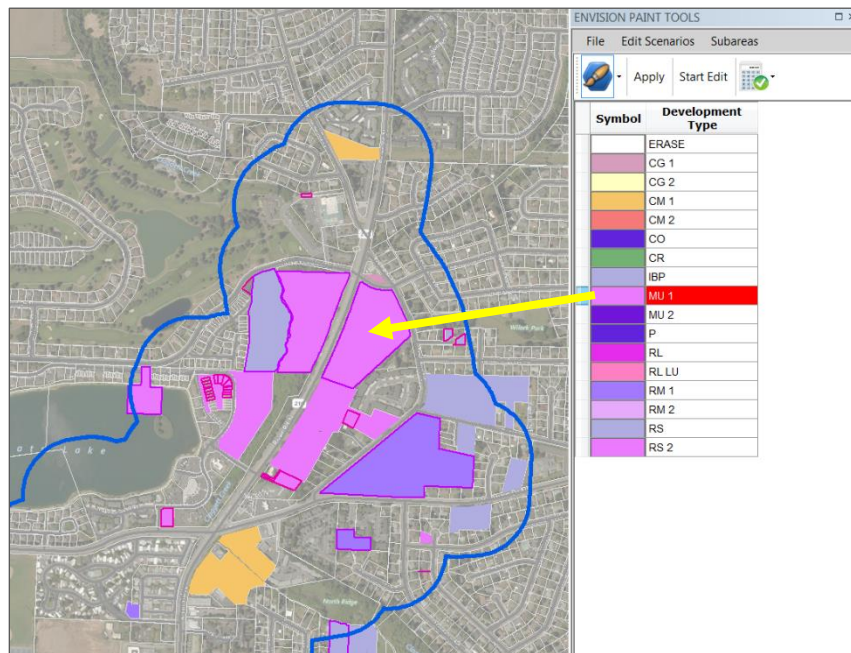 ENVISION PAINT TOOLS
File Edit Scenarios Subareas
Apply Start Edit
Symbol Development Type
ERASE
CG 1
CG 2
CM 1
CM 2
CO
CR
IBP
MU 1
MU 2
P
RL
RL LU
RM 1
RM 2
RS
RS 2
219
Lake